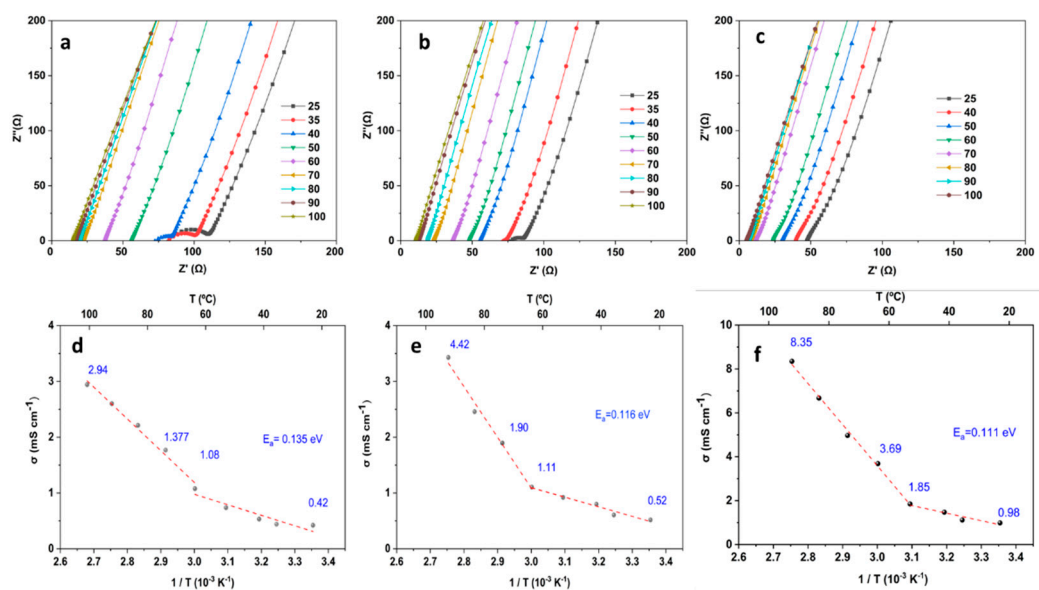 a
Z''(Ω)
200
150
100
50
0
25
35
40
50
60
70
80
90
100
0 50 100 150 200
Z' (Ω)
b
Z''(Ω)
200
150
100
50
0
25
35
40
50
60
70
80
90
100
0 50 100 150 200
Z' (Ω)
c
Z''(Ω)
200
150
100
50
0
25
40
50
60
70
80
90
100
0 50 100 150 200
Z' (Ω)
T (ºC)
100 80 60 40 20
d
σ (mS cm⁻¹)
4
3
2
1
0
2.94
1.377
1.08
Eₐ= 0.135 eV
0.42
2.6 2.7 2.8 2.9 3.0 3.1 3.2 3.3 3.4
1 / T (10⁻³ K⁻¹)
T (ºC)
100 80 60 40 20
e
σ (mS cm⁻¹)
4
3
2
1
0
4.42
1.90
1.11
Eₐ=0.116 eV
0.52
2.6 2.7 2.8 2.9 3.0 3.1 3.2 3.3 3.4
1 / T (10⁻³ K⁻¹)
T (ºC)
100 80 60 40 20
f
σ (mS cm⁻¹)
10
8
6
4
2
0
8.35
3.69
1.85
Eₐ=0.111 eV
0.98
2.6 2.7 2.8 2.9 3.0 3.1 3.2 3.3 3.4
1 / T (10⁻³ K⁻¹)